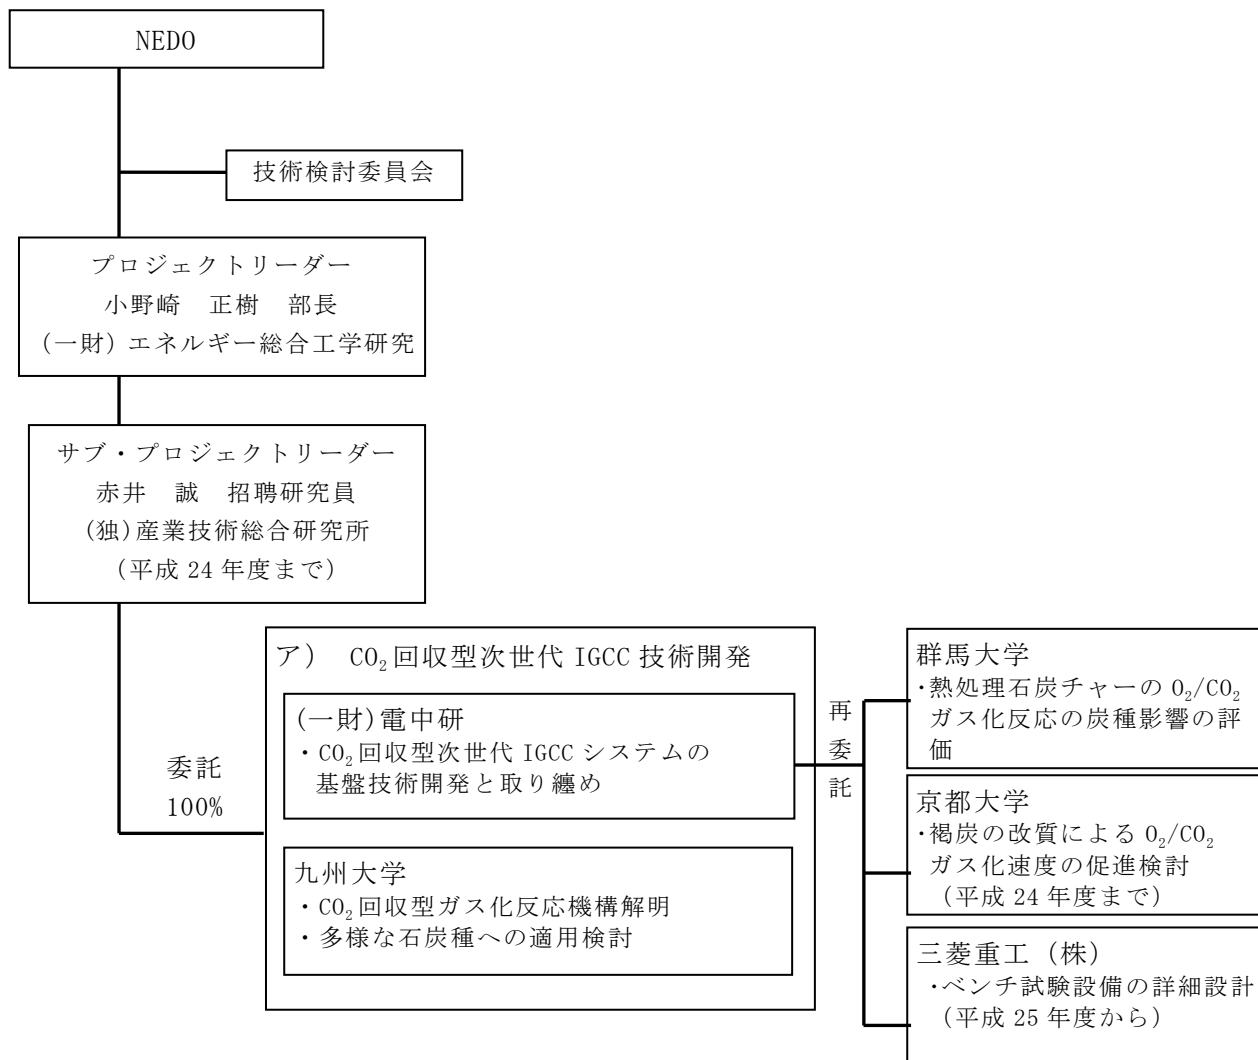 NEDO
技術検討委員会
プロジェクトリーダー
小野崎　正樹　部長
(一財)エネルギー総合工学研究
サブ・プロジェクトリーダー
赤井　誠　招聘研究員
(独)産業技術総合研究所
(平成 24 年度まで)
委託
100%
ア)　CO₂回収型次世代 IGCC 技術開発
(一財)電中研
・CO₂回収型次世代 IGCC システムの
基盤技術開発と取り纏め
九州大学
・CO₂回収型ガス化反応機構解明
・多様な石炭種への適用検討
再
委
託
群馬大学
・熱処理石炭チャーの O₂/CO₂
ガス化反応の炭種影響の評
価
京都大学
・褐炭の改質による O₂/CO₂
ガス化速度の促進検討
(平成 24 年度まで)
三菱重工（株）
・ベンチ試験設備の詳細設計
(平成 25 年度から)